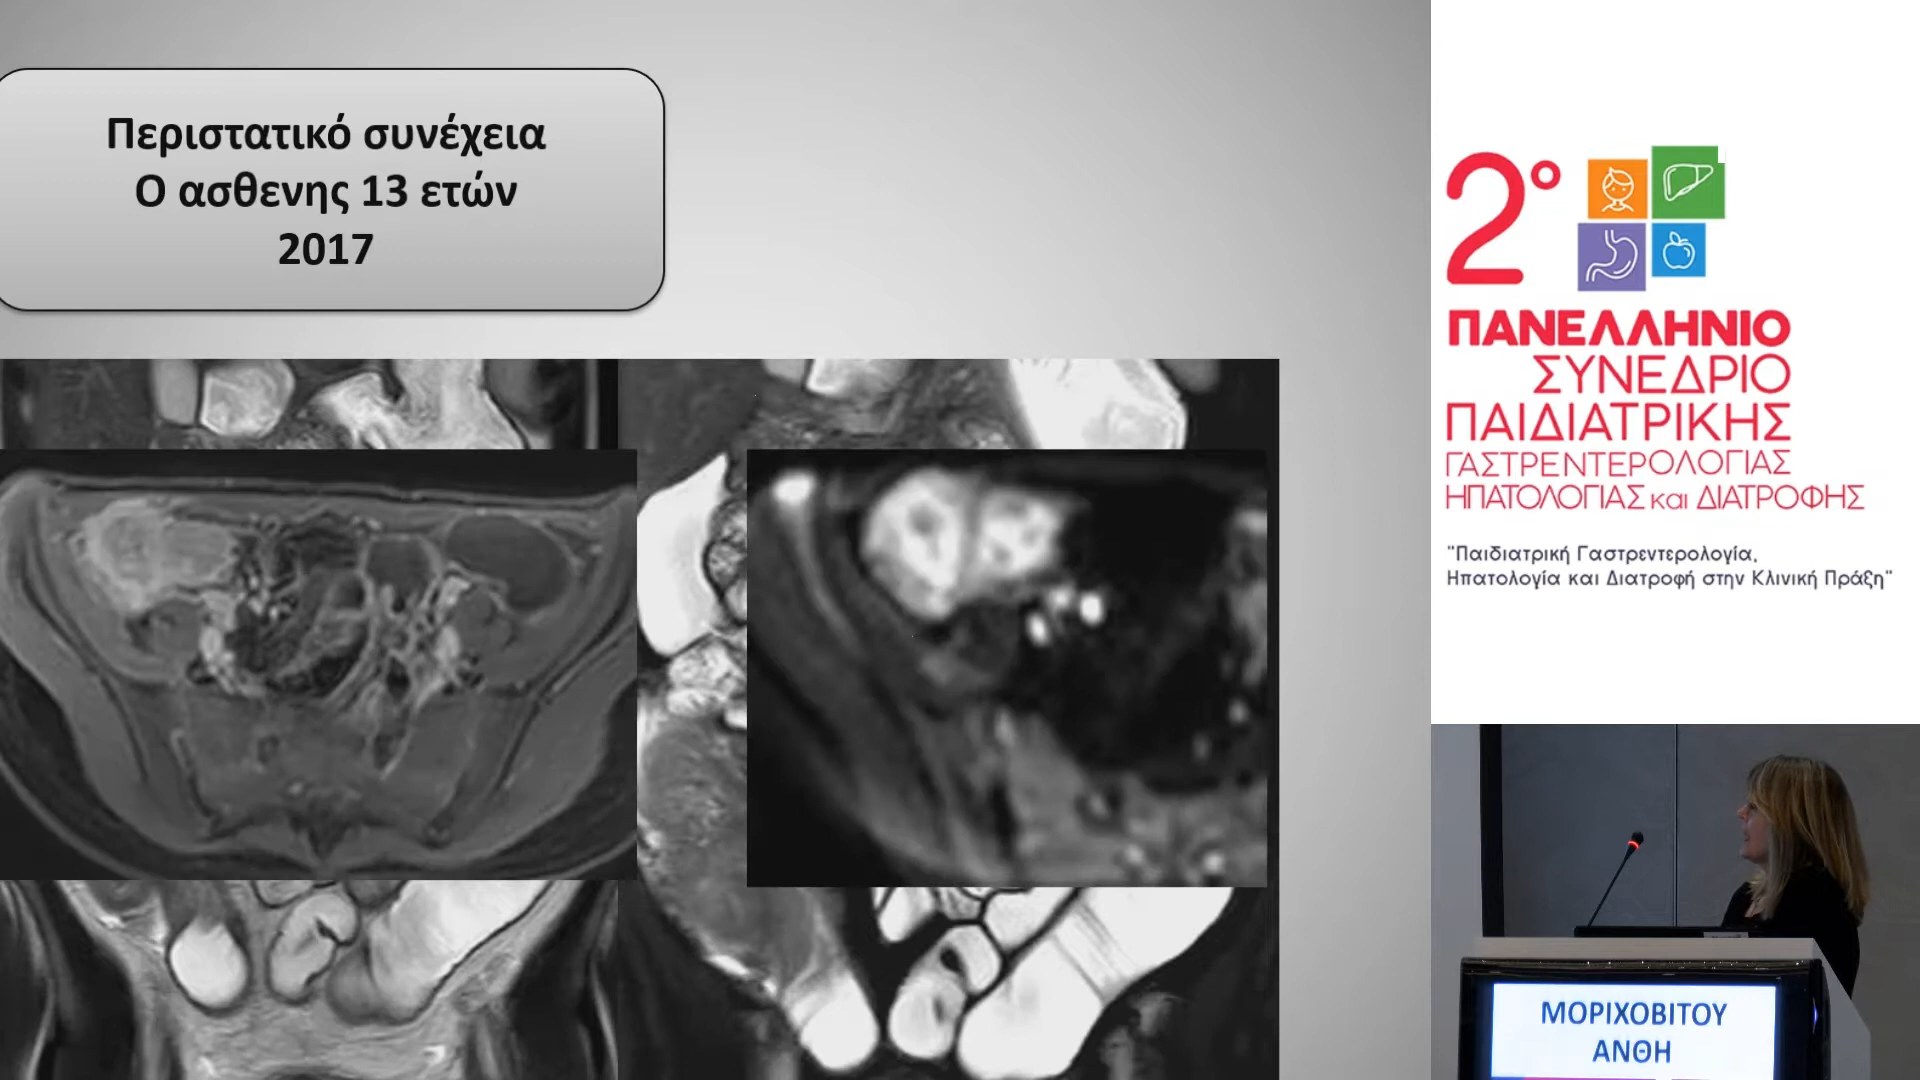 Περιστατικό συνέχεια
Ο ασθενης 13 ετών
2017
2°
ΠΑΝΕΛΛΗΝΙΟ
ΣΥΝΕΔΡΙΟ
ΠΑΙΔΙΑΤΡΙΚΗΣ
ΓΑΣΤΡΕΝΤΕΡΟΛΟΓΙΑΣ
ΗΠΑΤΟΛΟΓΙΑΣ και ΔΙΑΤΡΟΦΗΣ
"Παιδιατρική Γαστρεντερολογία,
Ηπατολογία και Διατροφή στην Κλινική Πράξη"
ΜΟΡΙΧΟΒΙΤΟΥ
ΑΝΘΗ